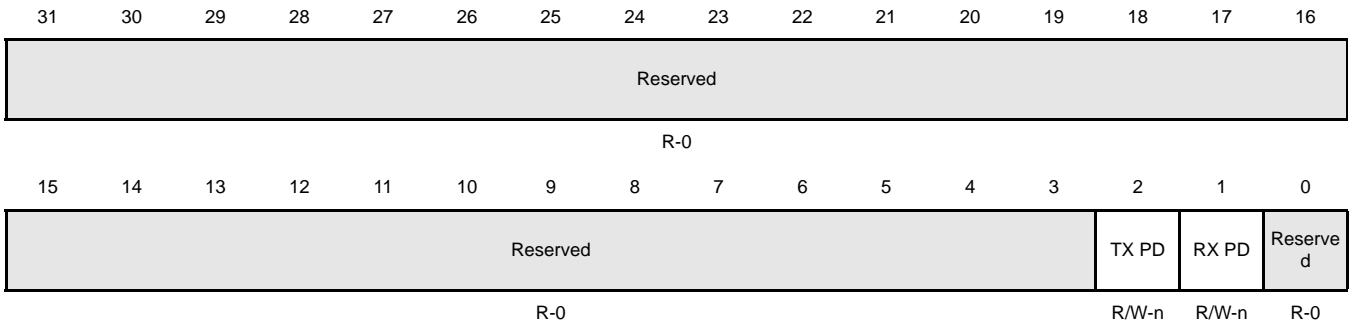 31 30 29 28 27 26 25 24 23 22 21 20 19 18 17 16
Reserved
R-0
15 14 13 12 11 10 9 8 7 6 5 4 3 2 1 0
Reserved TX PD RX PD Reserve
d
R-0 R/W-n R/W-n R-0